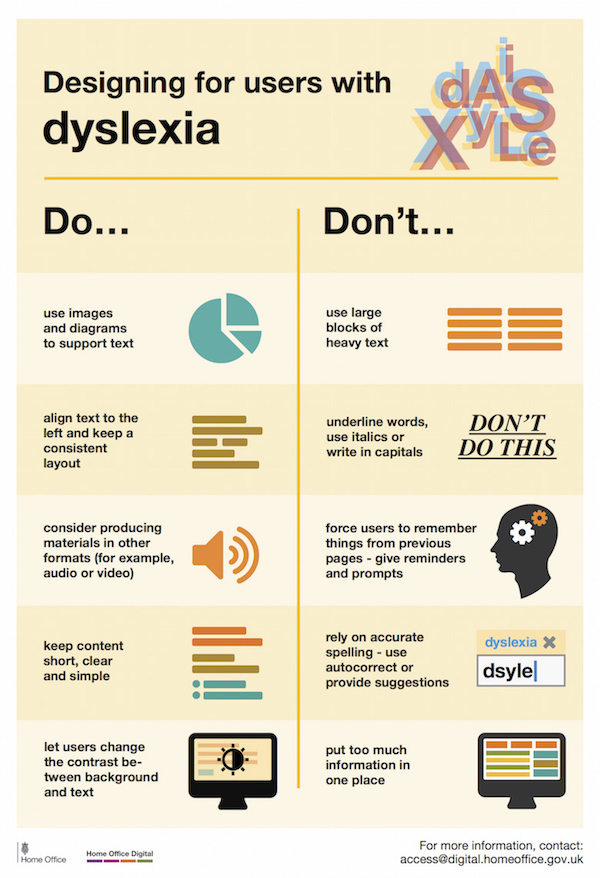 Designing for users with
dyslexia
Do...
use images
and diagrams
to support text
align text to the
left and keep a
consistent
layout
consider producing
materials in other
formats (for example,
audio or video)
keep content
short, clear
and simple
let users change
the contrast be-
tween background
and text
Don't...
use large
blocks of
heavy text
underline words,
use italics or
write in capitals
DON'T
DO THIS
force users to remember
things from previous
pages - give reminders
and prompts
rely on accurate
spelling - use
autocorrect or
provide suggestions
dyslexia
dsyle
put too much
information in
one place
Home Office
Home Office Digital
For more information, contact:
access@digital.homeoffice.gov.uk